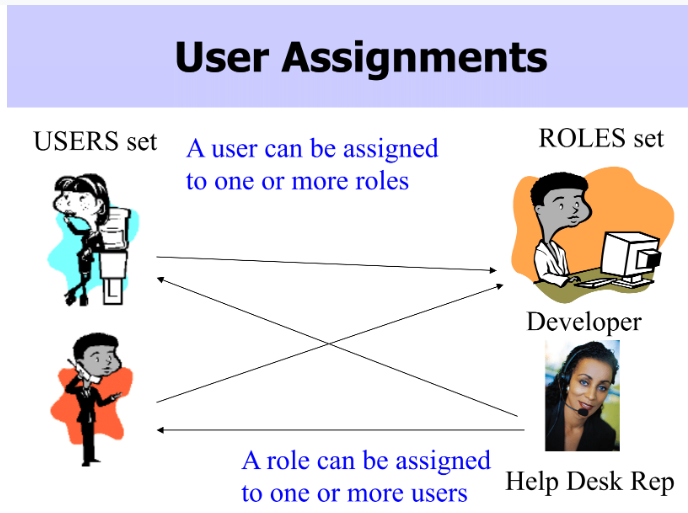 User Assignments
USERS set
A user can be assigned
to one or more roles
ROLES set
Developer
A role can be assigned
to one or more users
Help Desk Rep